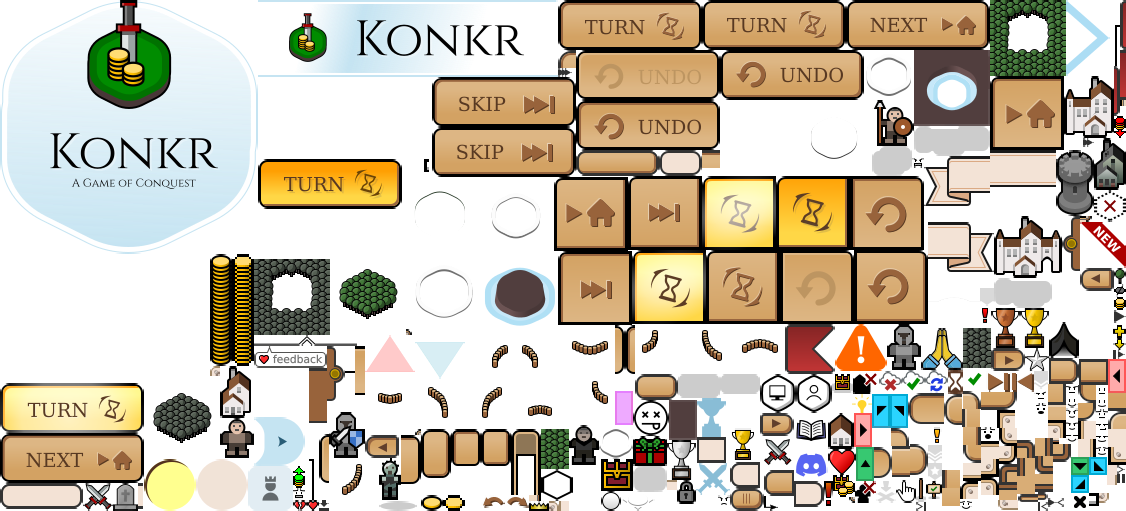 KONKR
A GAME OF CONQUEST
KONKR
TURN
TURN
NEXT
UNDO
UNDO
SKIP
UNDO
SKIP
TURN
NEW
feedback
TURN
NEXT